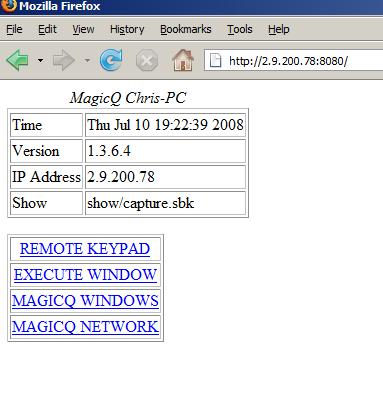 Mozilla Firefox
File Edit View History Bookmarks Tools Help
http://2.9.200.78:8080/
MagicQ Chris-PC
Time Thu Jul 10 19:22:39 2008
Version 1.3.6.4
IP Address 2.9.200.78
Show show/capture.sbk
REMOTE KEYPAD
EXECUTE WINDOW
MAGICQ WINDOWS
MAGICQ NETWORK